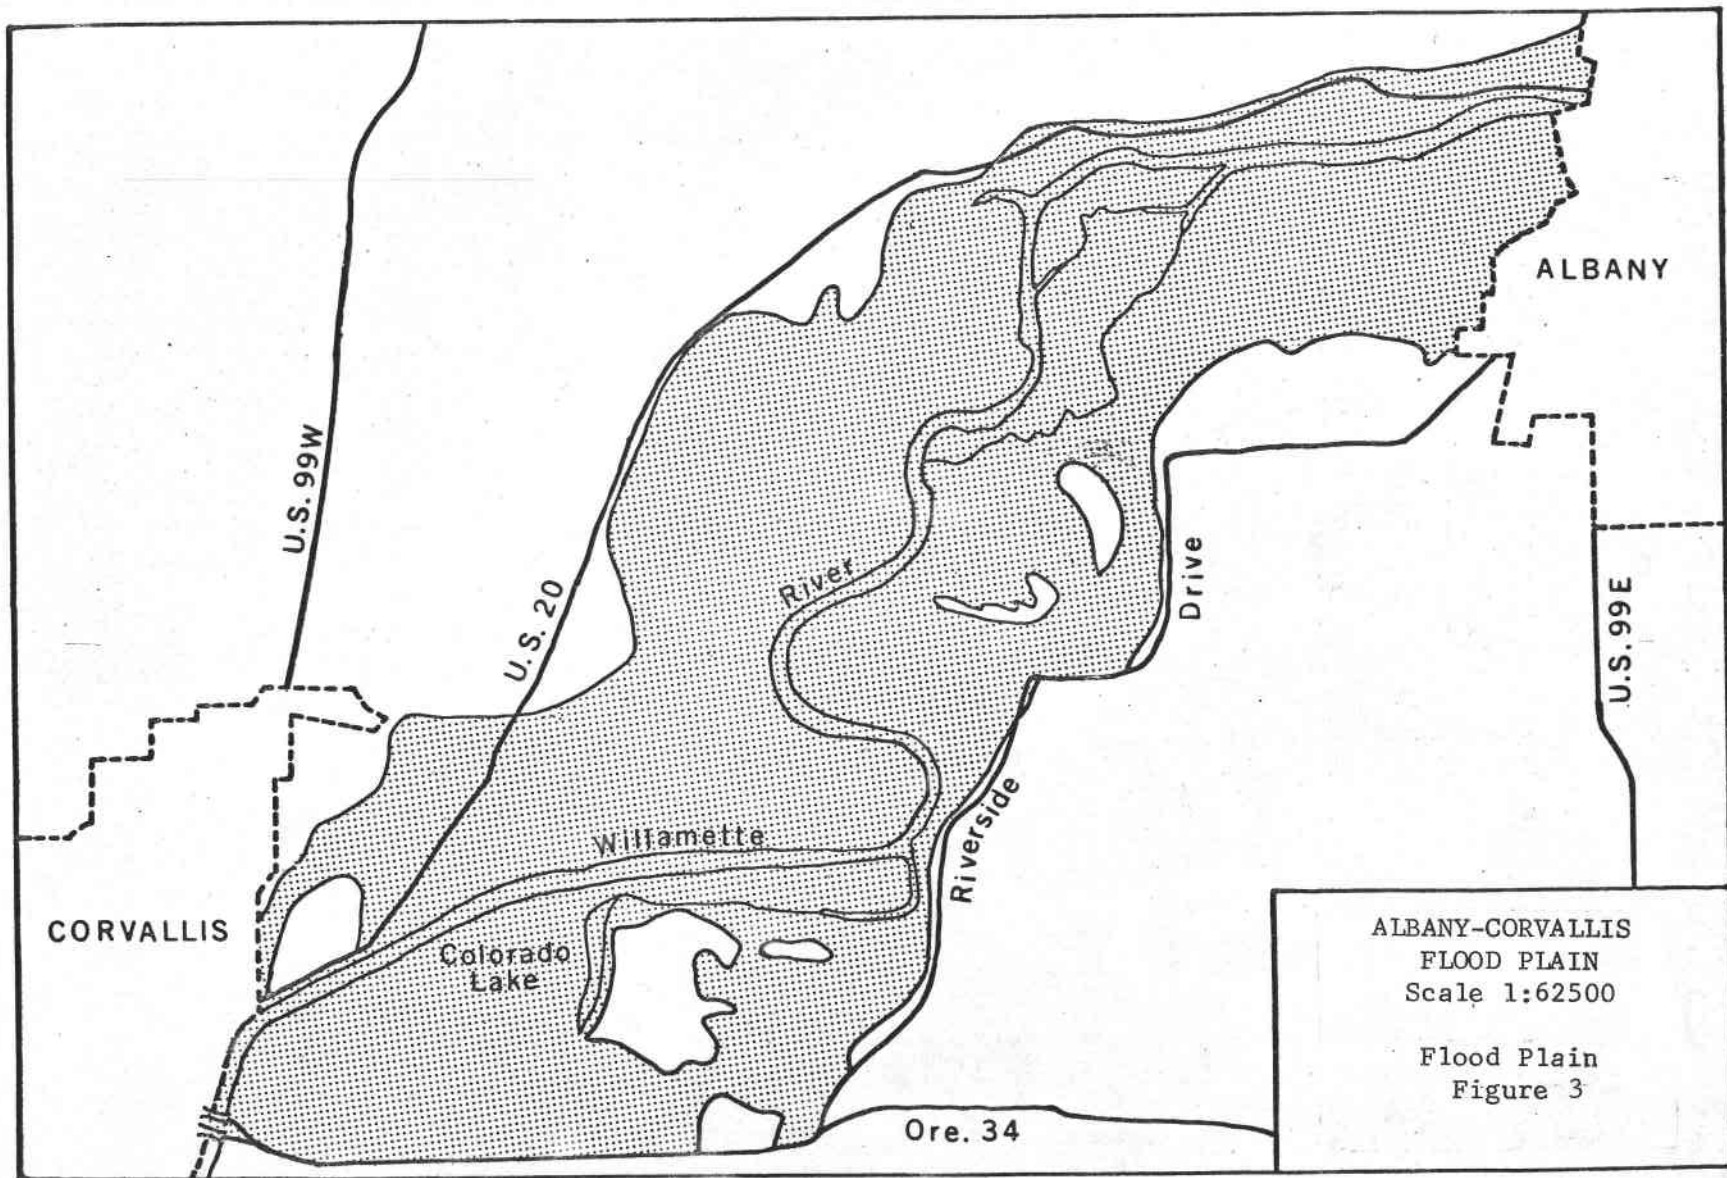 ALBANY
U.S. 99W
River
Drive
U.S. 20
U.S. 99E
Riverside
Willamette
CORVALLIS
Colorado
Lake
Ore. 34
ALBANY-CORVALLIS
FLOOD PLAIN
Scale 1:62500
Flood Plain
Figure 3